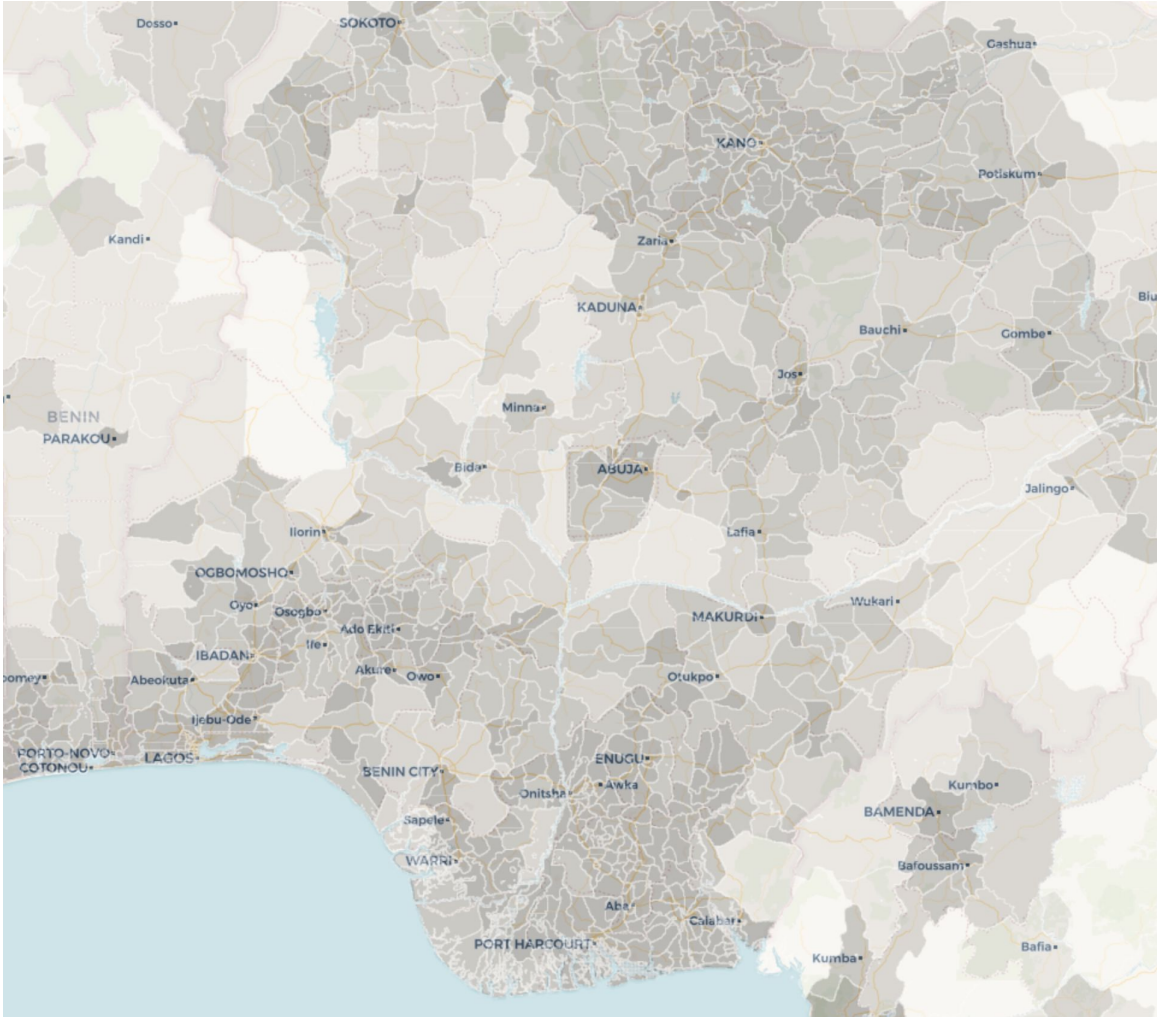 Dosso
SOKOTO
Gashua
KANO
Potiskum
Kandi
Zaria
KADUNA
Bauchi
Gombe
Jos
Minna
BENIN
PARAKOU
Bida
ABUJA
Jalingo
Ilorin
Lafia
OGBOMOSHO
Oyo
Osogbo
Wukari
MAKURDI
Ado Ekiti
Ife
IBADAN
Akure
Owo
Otukpo
Abeokuta
Ijebu-Ode
PORTO-NOVO
LAGOS
COTONOU
ENUGU
BENIN CITY
Awka
Onitsha
Kumbo
BAMENDA
Sapele
WARRI
Bafoussam
Aba
Calabar
PORT HARCOURT
Bafia
Kumba